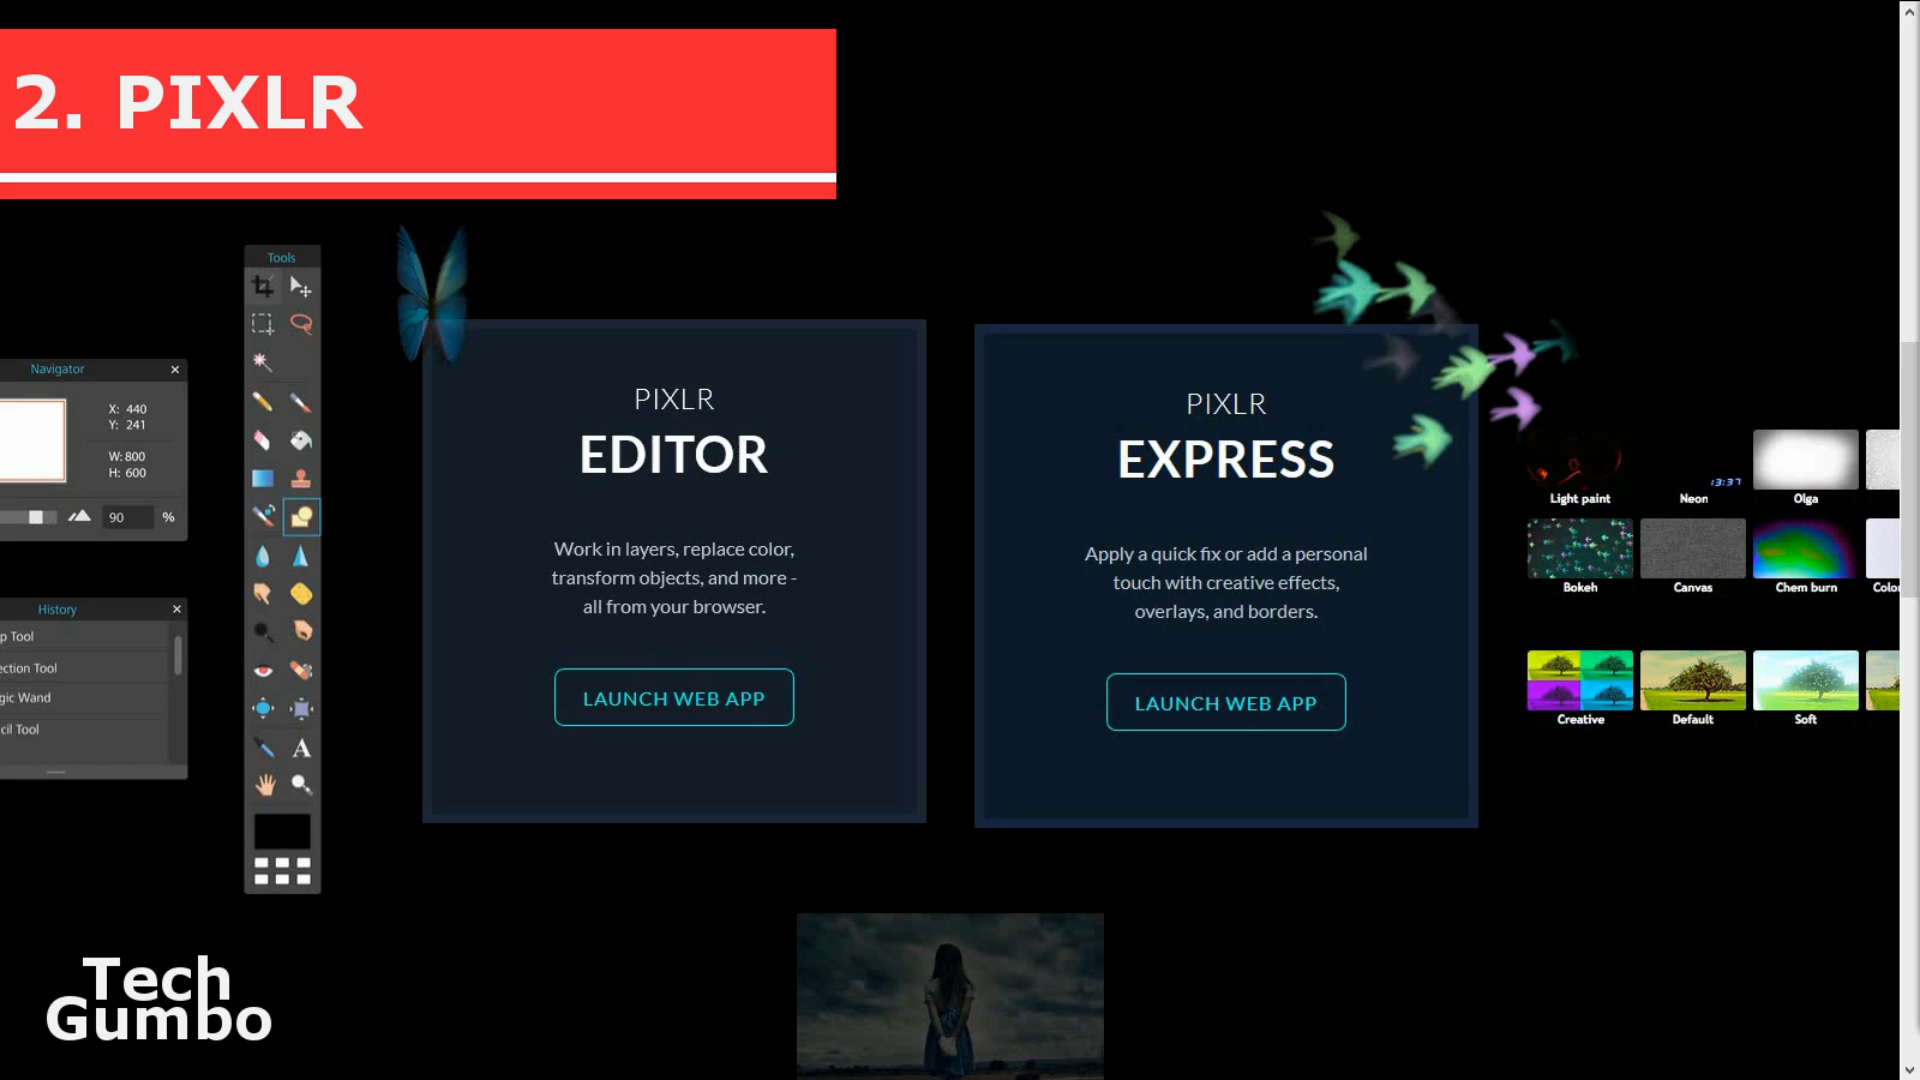 2. PIXLR
Tools
Navigator
X: 440
Y: 241
W: 800
H: 600
90 %
History
p Tool
ection Tool
gic Wand
cil Tool
A
PIXLR
EDITOR
Work in layers, replace color,
transform objects, and more -
all from your browser.
LAUNCH WEB APP
PIXLR
EXPRESS
Apply a quick fix or add a personal
touch with creative effects,
overlays, and borders.
LAUNCH WEB APP
13:37
Light paint Neon Olga
Bokeh Canvas Chem burn Color
Creative Default Soft
Tech
Gumbo